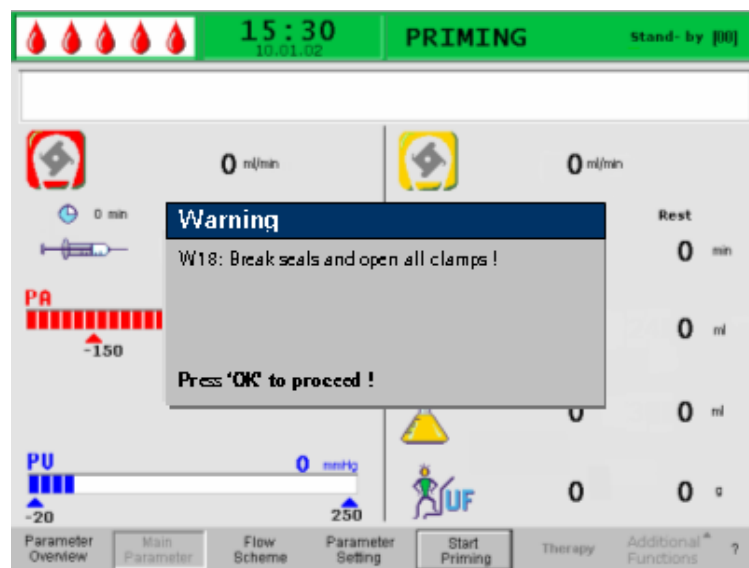 15:30
10.01.02
PRIMING
Stand- by [00]
0 ml/min
0 ml/min
0 min
Rest
0 min
PA
-150
0 ml
Warning
W18: Break seals and open all clamps !
Press 'OK' to proceed !
0 0 ml
PV 0 mmHg
-20 250
UF 0 0 g
Parameter Overview
Main Parameter
Flow Scheme
Parameter Setting
Start Priming
Therapy
Additional Functions
?